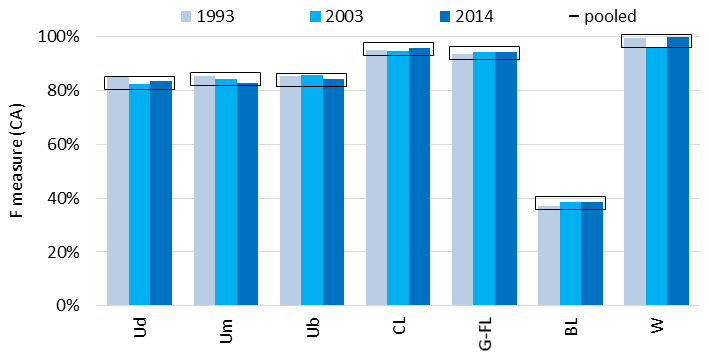 1993 2003 2014 pooled
100%
80%
60%
40%
20%
0%
F measure (CA)
Ud Um Ub CL G-FL BL W